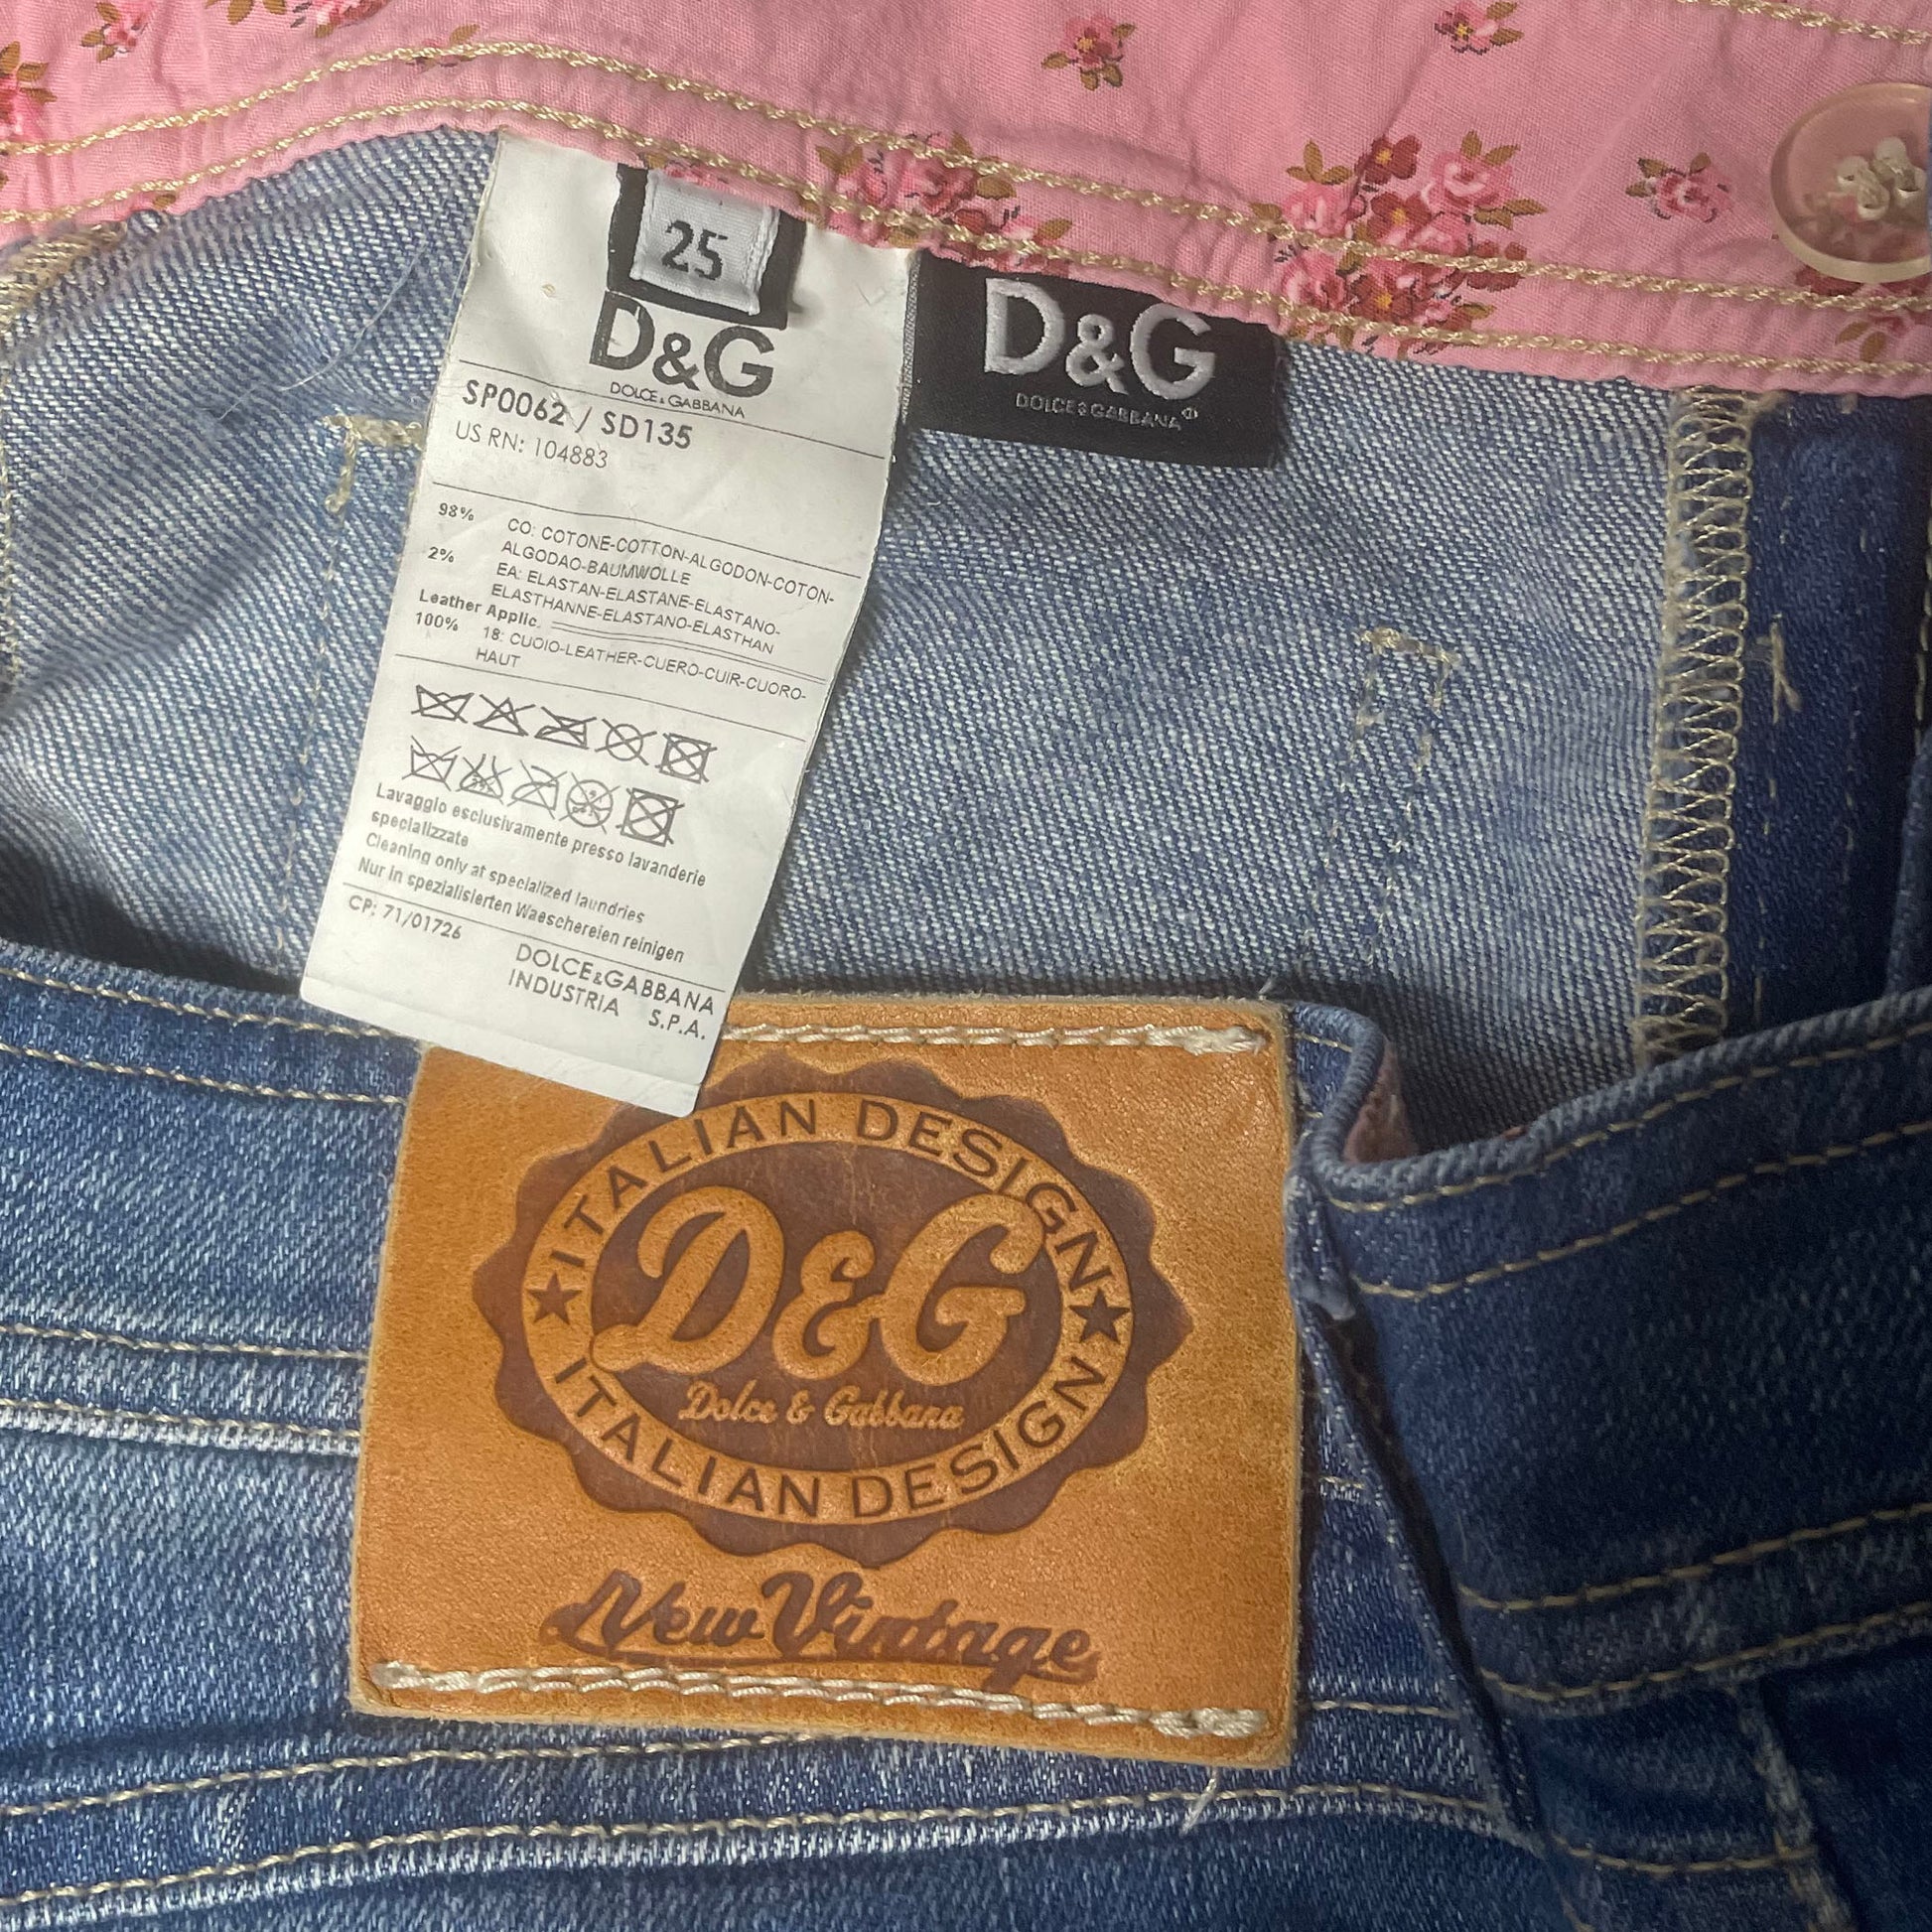 25
D&G
DOLCE & GABBANA
SP0062 / SD135
US RN: 104883
98% CO: COTONE-COTTON-ALGODON-COTON-
ALGODAO-BAUMWOLLE
2% EA: ELASTAN-ELASTANE-ELASTANO-
ELASTHANNE-ELASTANO-ELASTHAN
Leather Applic.
100% 18: CUOIO-LEATHER-CUERO-CUIR-CUORO-
HAUT
Lavaggio esclusivamente presso lavanderie
specializzate
Cleaning only at specialized laundries
Nur in spezialisierten Waeschereien reinigen
CP: 71/01726
DOLCE&GABBANA
INDUSTRIA S.P.A.
D&G
DOLCE&GABBANA®
ITALIAN DESIGN
D&G
Dolce & Gabbana
ITALIAN DESIGN
New Vintage